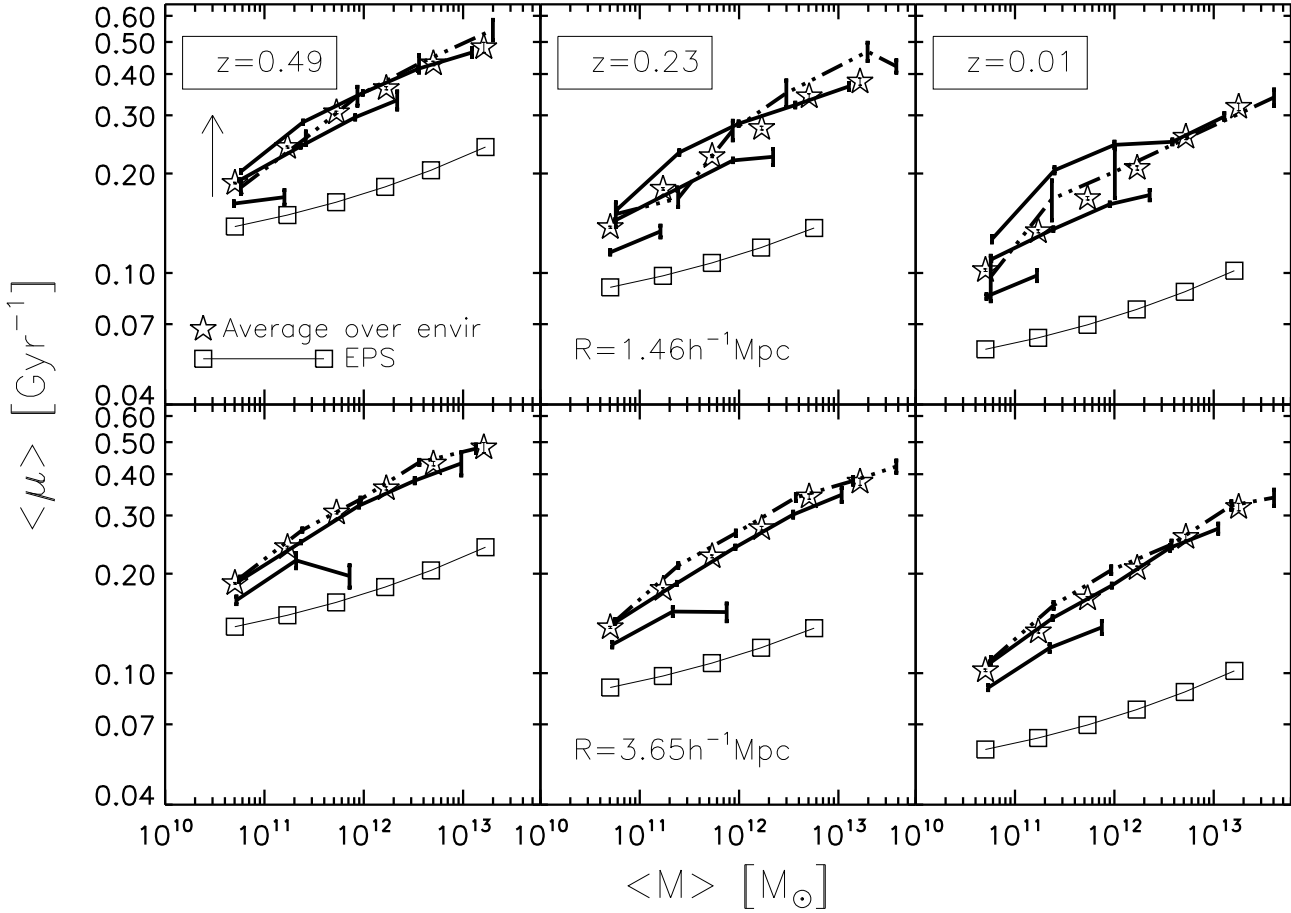 0.60
0.50
0.40
0.30
0.20
0.10
0.07
0.04
z=0.49
z=0.23
z=0.01
☆ Average over envir
□—□ EPS
R=1.46h⁻¹Mpc
<μ> [Gyr⁻¹]
0.60
0.50
0.40
0.30
0.20
0.10
0.07
0.04
R=3.65h⁻¹Mpc
10¹⁰ 10¹¹ 10¹² 10¹³ 10¹⁰ 10¹¹ 10¹² 10¹³ 10¹⁰ 10¹¹ 10¹² 10¹³
<M> [M⊙]